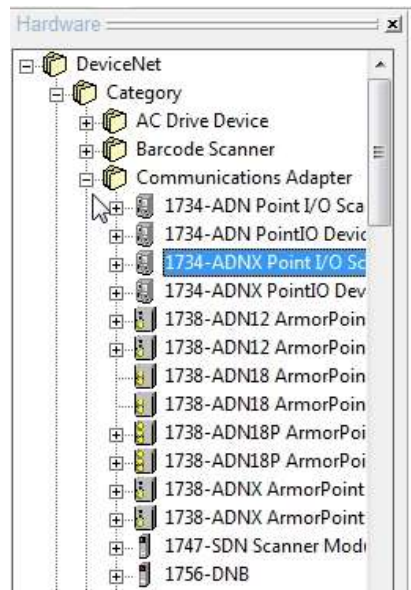 Hardware
DeviceNet
Category
AC Drive Device
Barcode Scanner
Communications Adapter
1734-ADN Point I/O Sca
1734-ADN PointIO Devic
1734-ADNX Point I/O Sc
1734-ADNX PointIO Dev
1738-ADN12 ArmorPoin
1738-ADN12 ArmorPoin
1738-ADN18 ArmorPoin
1738-ADN18 ArmorPoin
1738-ADN18P ArmorPoi
1738-ADN18P ArmorPoi
1738-ADNX ArmorPoint
1738-ADNX ArmorPoint
1747-SDN Scanner Modu
1756-DNB